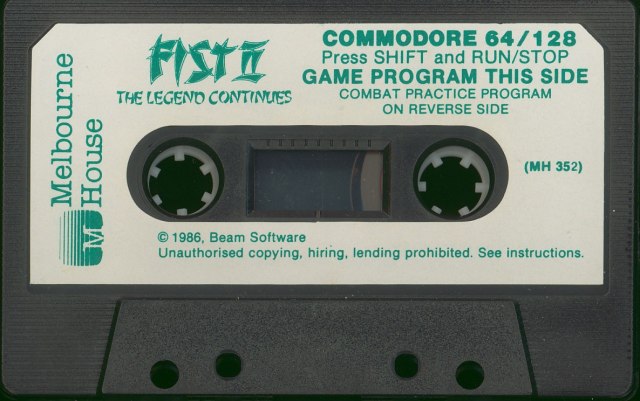 Melbourne
House
M
FIST II
THE LEGEND CONTINUES
COMMODORE 64/128
Press SHIFT and RUN/STOP
GAME PROGRAM THIS SIDE
COMBAT PRACTICE PROGRAM
ON REVERSE SIDE
(MH 352)
© 1986, Beam Software
Unauthorised copying, hiring, lending prohibited. See instructions.